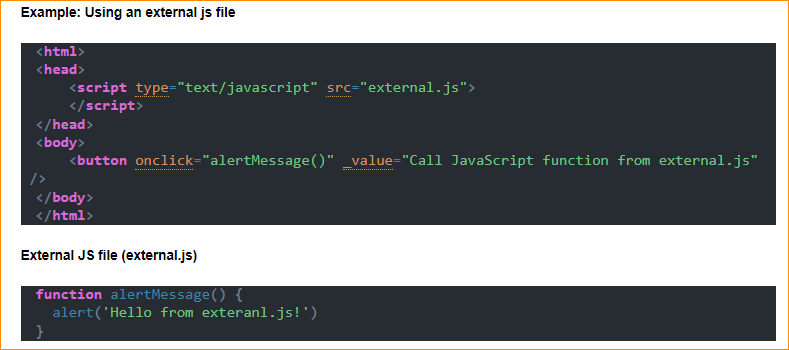 Example: Using an external js file
<html>
<head>
<script type="text/javascript" src="external.js">
</script>
</head>
<body>
<button onclick="alertMessage()" _value="Call JavaScript function from external.js"
/>
</body>
</html>
External JS file (external.js)
function alertMessage() {
alert('Hello from exteranl.js!')
}